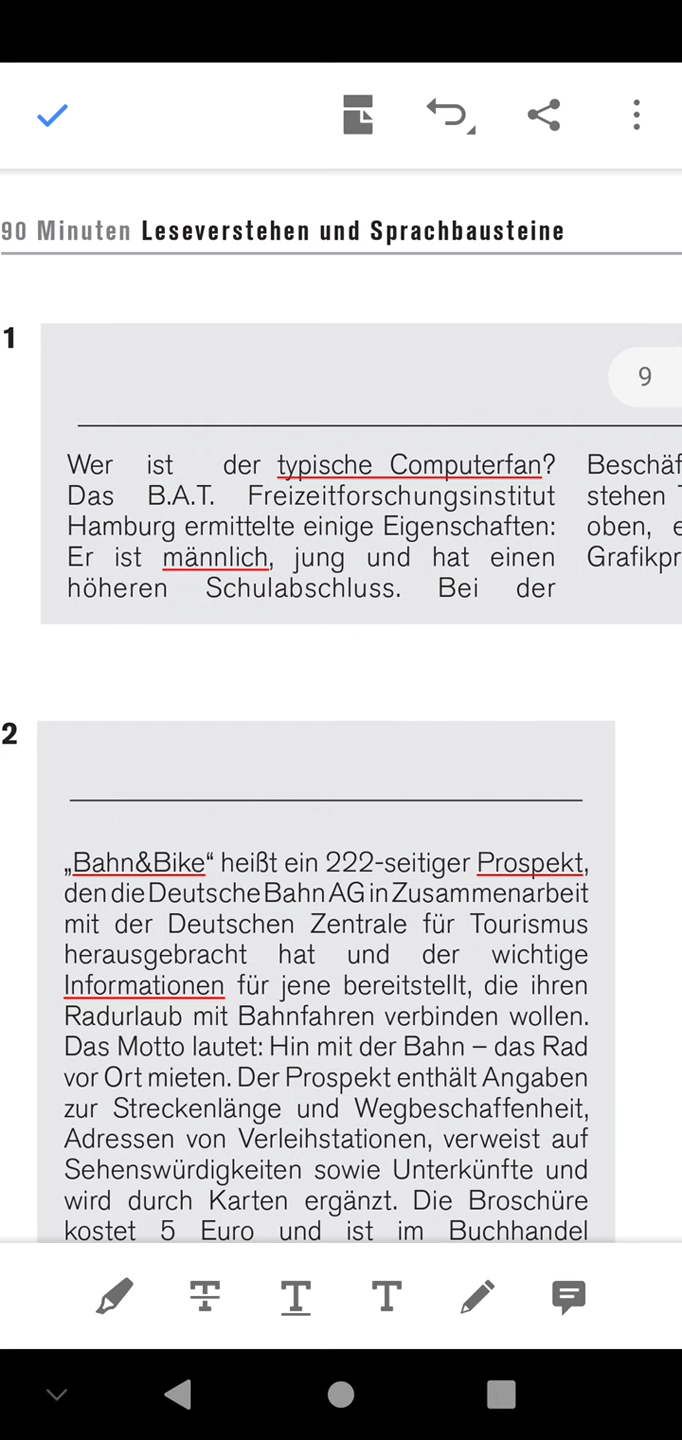 90 Minuten Leseverstehen und Sprachbausteine
1
9
Wer ist der typische Computerfan?
Das B.A.T. Freizeitforschungsinstitut
Hamburg ermittelte einige Eigenschaften:
Er ist männlich, jung und hat einen
höheren Schulabschluss. Bei der
Beschäf
stehen
oben, e
Grafikpr
2
„Bahn&Bike“ heißt ein 222-seitiger Prospekt,
den die Deutsche Bahn AG in Zusammenarbeit
mit der Deutschen Zentrale für Tourismus
herausgebracht hat und der wichtige
Informationen für jene bereitstellt, die ihren
Radurlaub mit Bahnfahren verbinden wollen.
Das Motto lautet: Hin mit der Bahn – das Rad
vor Ort mieten. Der Prospekt enthält Angaben
zur Streckenlänge und Wegbeschaffenheit,
Adressen von Verleihstationen, verweist auf
Sehenswürdigkeiten sowie Unterkünfte und
wird durch Karten ergänzt. Die Broschüre
kostet 5 Euro und ist im Buchhandel